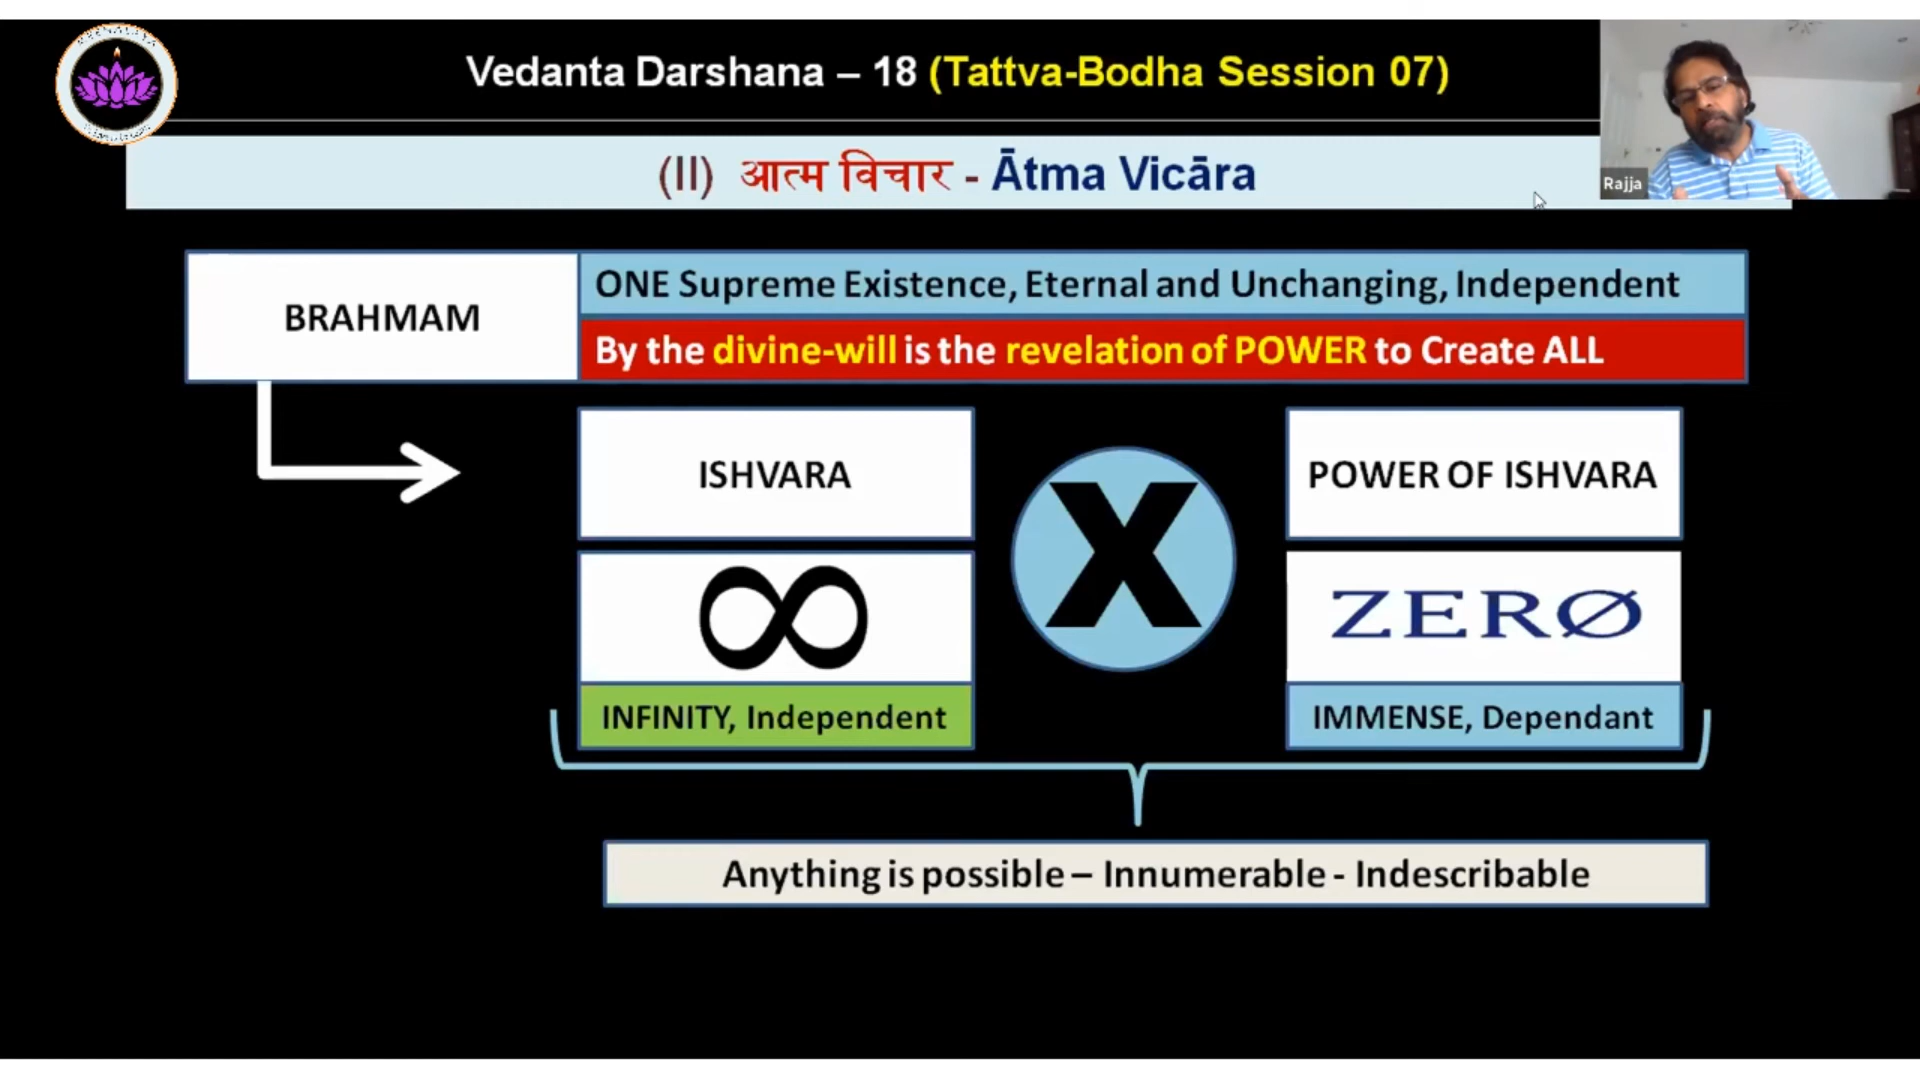 Vedanta Darshana – 18 (Tattva-Bodha Session 07)
Rajja
(II) आत्म विचार - Ātma Vicāra
BRAHMAM
ONE Supreme Existence, Eternal and Unchanging, Independent
By the divine-will is the revelation of POWER to Create ALL
ISHVARA
X
POWER OF ISHVARA
∞
ZERØ
INFINITY, Independent
IMMENSE, Dependant
Anything is possible – Innumerable - Indescribable